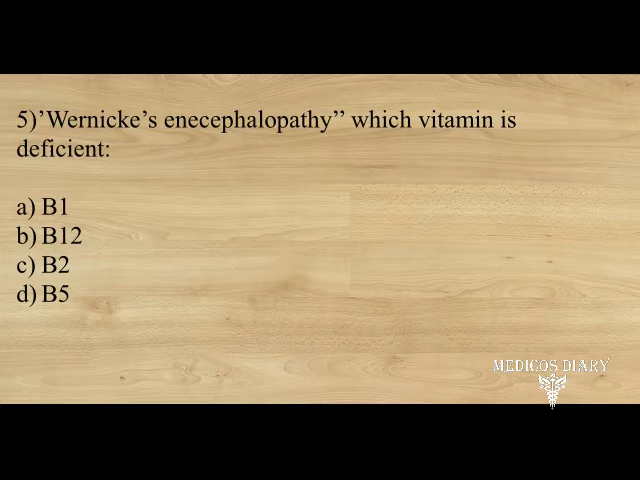 5)’Wernicke’s enecephalopathy’’ which vitamin is
deficient:
a) B1
b) B12
c) B2
d) B5
MEDICOS DIARY